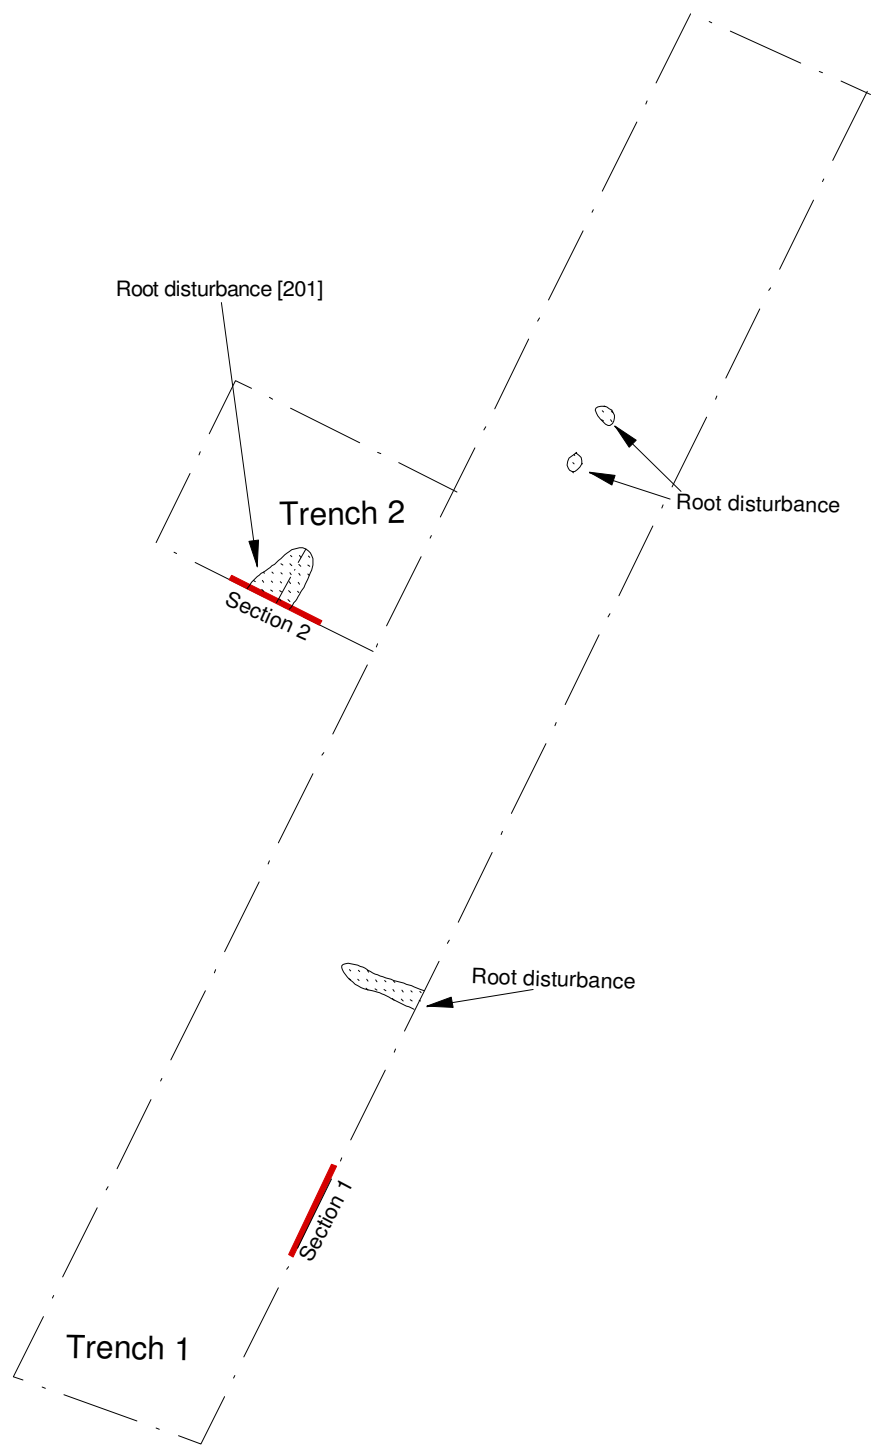 Root disturbance [201]
Trench 2
Root disturbance
Section 2
Root disturbance
Section 1
Trench 1